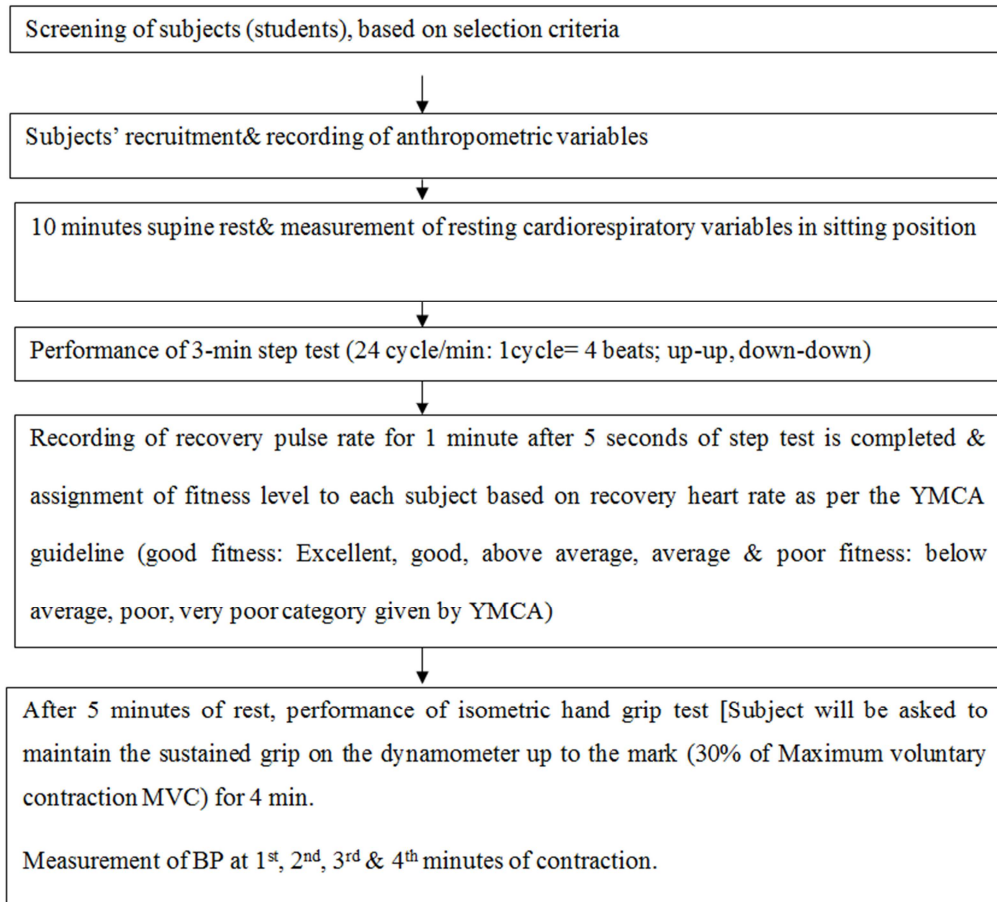 Screening of subjects (students), based on selection criteria
Subjects’ recruitment& recording of anthropometric variables
10 minutes supine rest& measurement of resting cardiorespiratory variables in sitting position
Performance of 3-min step test (24 cycle/min: 1cycle= 4 beats; up-up, down-down)
Recording of recovery pulse rate for 1 minute after 5 seconds of step test is completed &
assignment of fitness level to each subject based on recovery heart rate as per the YMCA
guideline (good fitness: Excellent, good, above average, average & poor fitness: below
average, poor, very poor category given by YMCA)
After 5 minutes of rest, performance of isometric hand grip test [Subject will be asked to
maintain the sustained grip on the dynamometer up to the mark (30% of Maximum voluntary
contraction MVC) for 4 min.
Measurement of BP at 1st, 2nd, 3rd & 4th minutes of contraction.